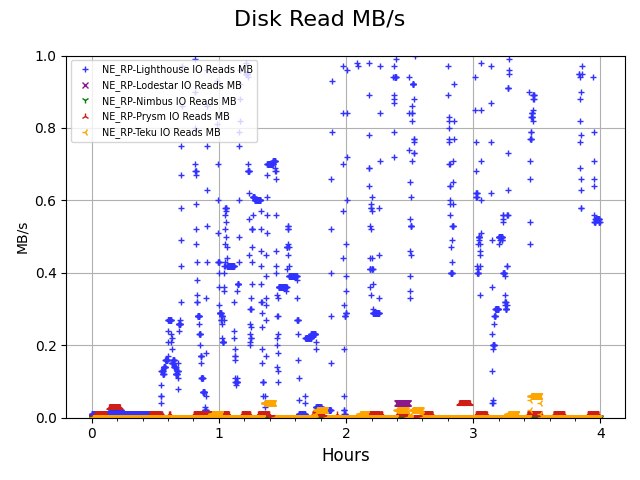 Disk Read MB/s
1.0
NE_RP-Lighthouse IO Reads MB
NE_RP-Lodestar IO Reads MB
NE_RP-Nimbus IO Reads MB
NE_RP-Prysm IO Reads MB
NE_RP-Teku IO Reads MB
0.8
0.6
MB/s
0.4
0.2
0.0
0 1 2 3 4
Hours